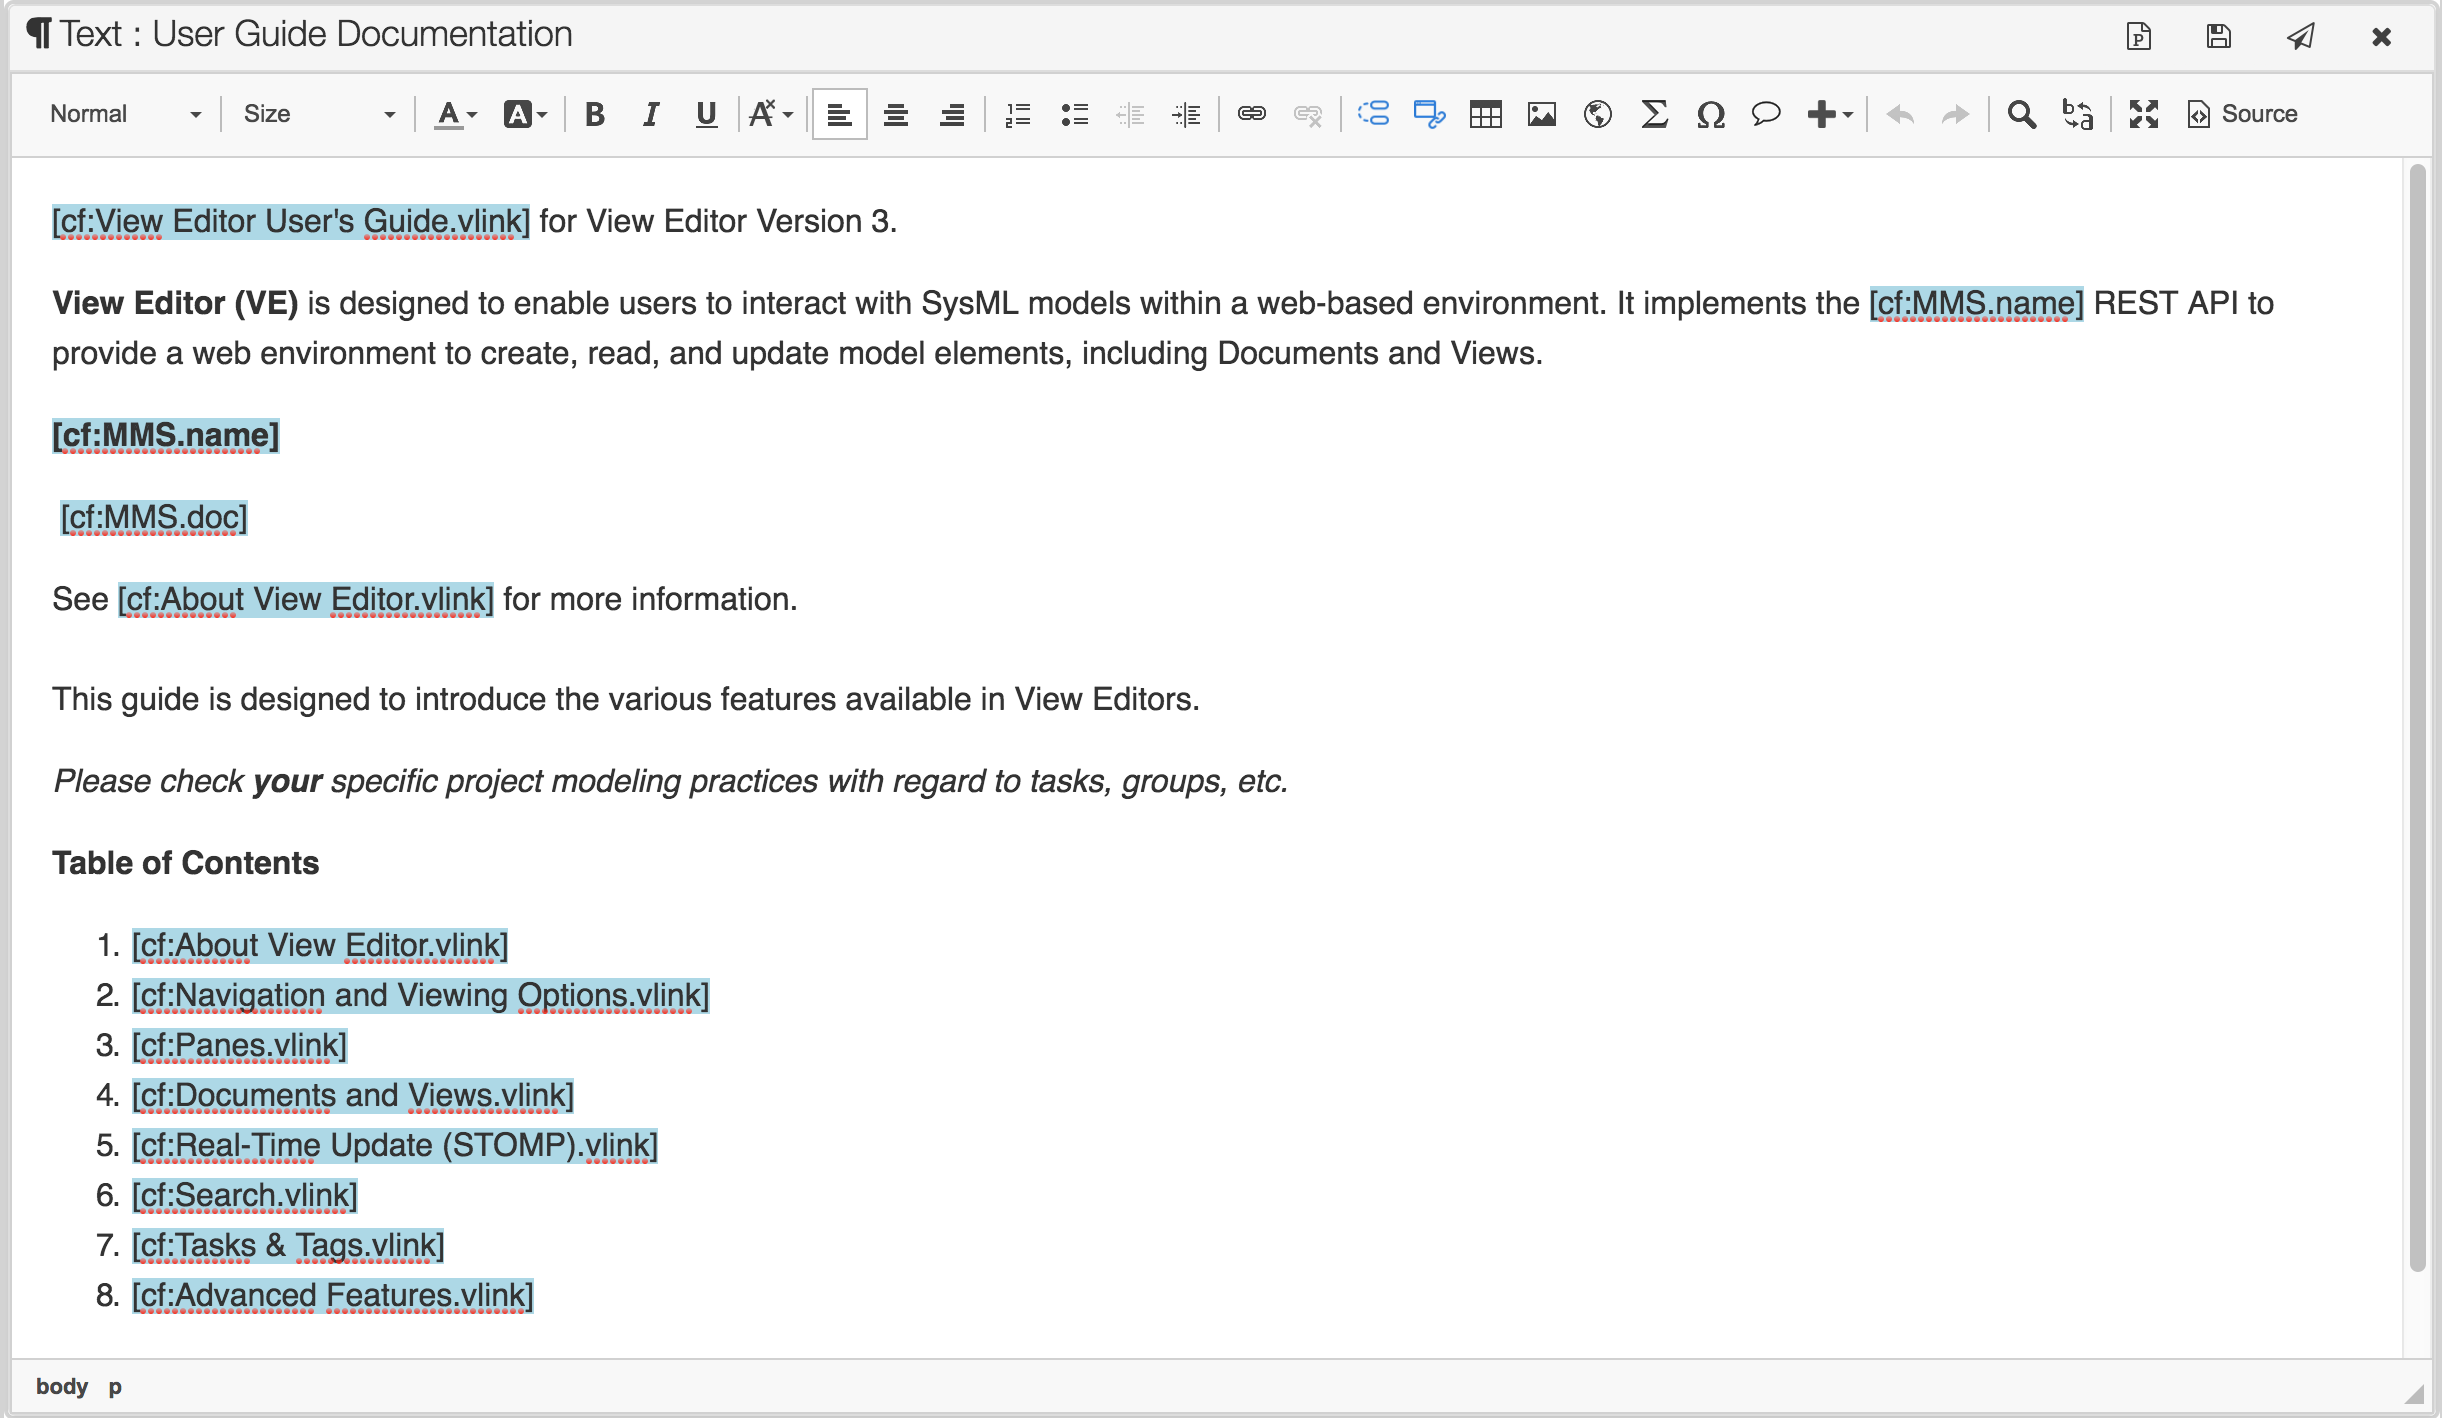 ¶ Text : User Guide Documentation
Normal Size A A B I U A Σ Ω Source
[cf:View Editor User's Guide.vlink] for View Editor Version 3.
View Editor (VE) is designed to enable users to interact with SysML models within a web-based environment. It implements the [cf:MMS.name] REST API to
provide a web environment to create, read, and update model elements, including Documents and Views.
[cf:MMS.name]
[cf:MMS.doc]
See [cf:About View Editor.vlink] for more information.
This guide is designed to introduce the various features available in View Editors.
Please check your specific project modeling practices with regard to tasks, groups, etc.
Table of Contents
1. [cf:About View Editor.vlink]
2. [cf:Navigation and Viewing Options.vlink]
3. [cf:Panes.vlink]
4. [cf:Documents and Views.vlink]
5. [cf:Real-Time Update (STOMP).vlink]
6. [cf:Search.vlink]
7. [cf:Tasks & Tags.vlink]
8. [cf:Advanced Features.vlink]
body p